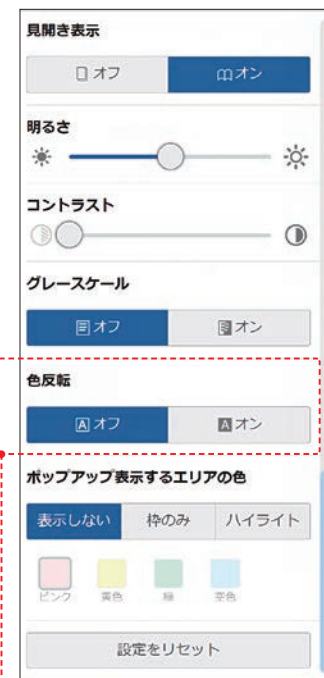 見開き表示
オフ オン
明るさ
コントラスト
グレースケール
オフ オン
色反転
A オフ A オン
ポップアップ表示するエリアの色
表示しない 枠のみ ハイライト
ピンク 黄色 緑 空色
設定をリセット